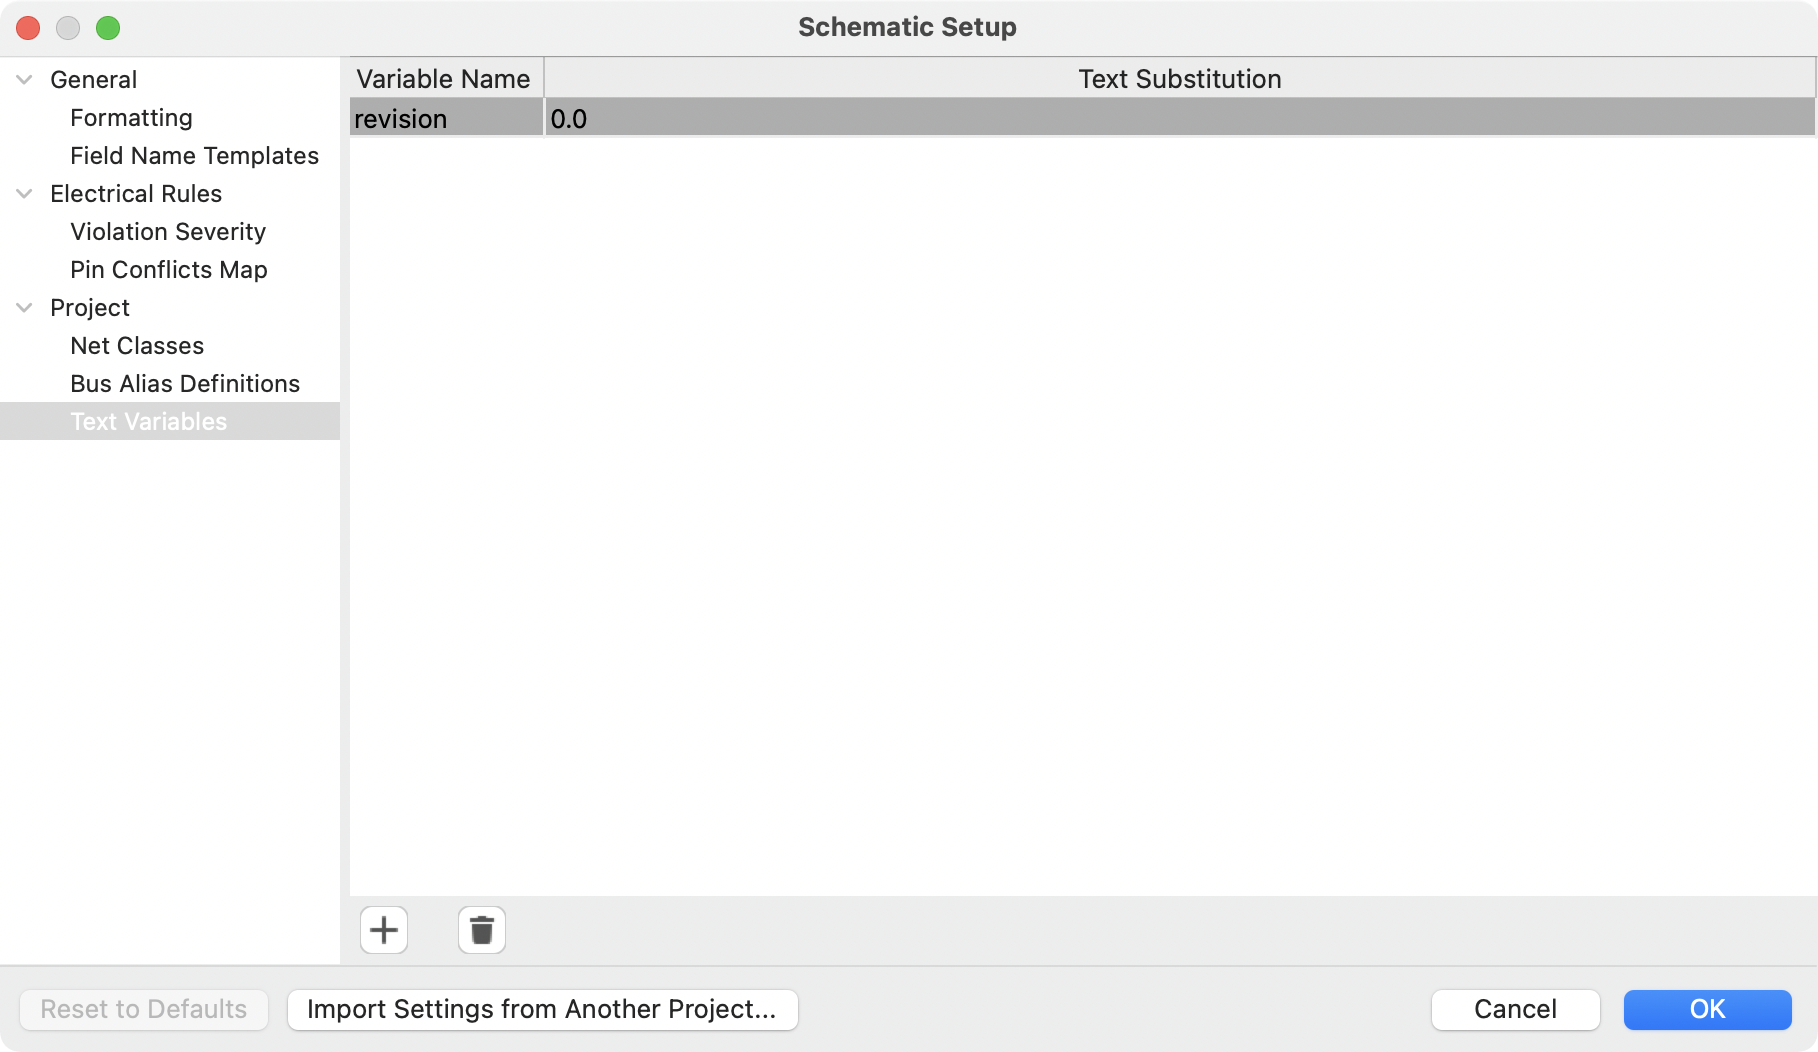 Schematic Setup
General
Formatting
Field Name Templates
Electrical Rules
Violation Severity
Pin Conflicts Map
Project
Net Classes
Bus Alias Definitions
Text Variables
Variable Name Text Substitution
revision 0.0
Reset to Defaults Import Settings from Another Project... Cancel OK